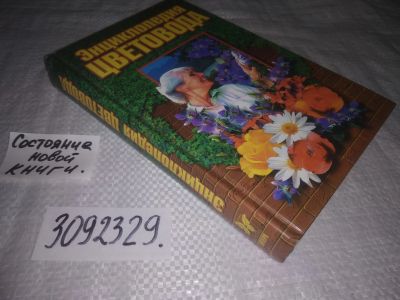 Энциклопедия
ЦВЕТОВОДА
энциклопедия цветовода
Состояние
новой
книги.
3092329.